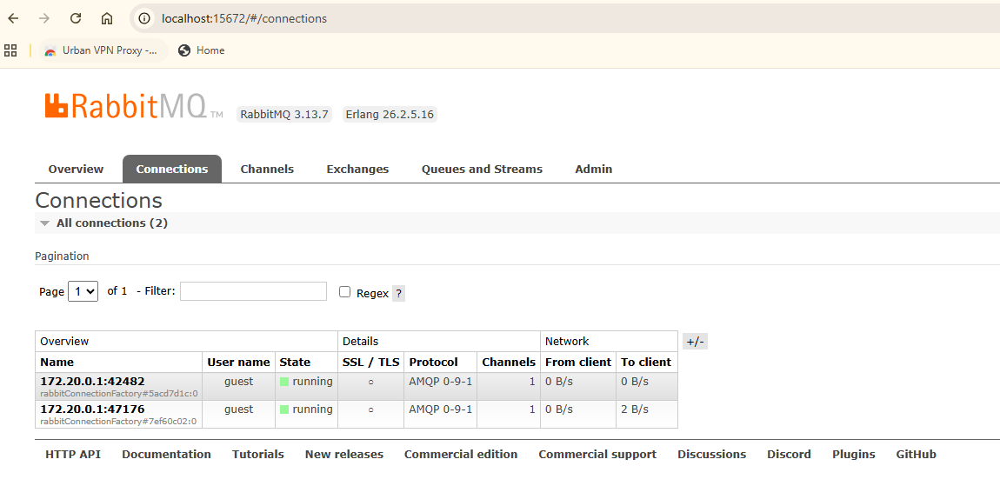 localhost:15672/#/connections
Urban VPN Proxy -... Home
RabbitMQ TM RabbitMQ 3.13.7 Erlang 26.2.5.16
Overview Connections Channels Exchanges Queues and Streams Admin
Connections
All connections (2)
Pagination
Page 1 of 1 - Filter: Regex ?
Overview Details Network +/-
Name User name State SSL / TLS Protocol Channels From client To client
172.20.0.1:42482 guest running ○ AMQP 0-9-1 1 0 B/s 0 B/s
rabbitConnectionFactory#5acd7d1c:0
172.20.0.1:47176 guest running ○ AMQP 0-9-1 1 0 B/s 2 B/s
rabbitConnectionFactory#7ef60c02:0
HTTP API Documentation Tutorials New releases Commercial edition Commercial support Discussions Discord Plugins GitHub